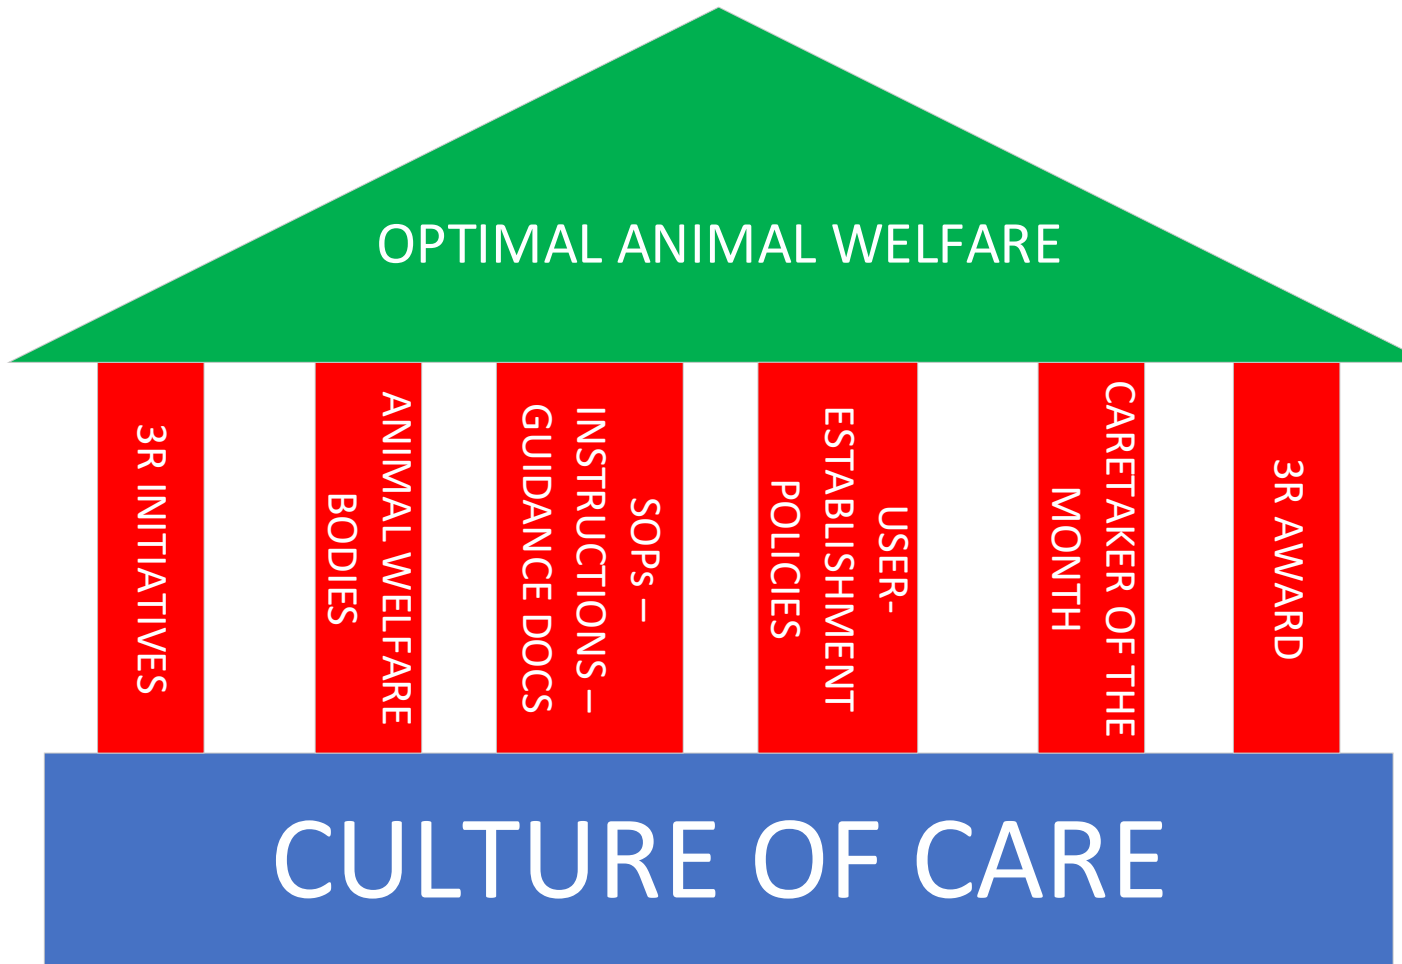 OPTIMAL ANIMAL WELFARE
3R INITIATIVES
ANIMAL WELFARE
BODIES
SOPs –
INSTRUCTIONS –
GUIDANCE DOCS
USER-
ESTABLISHMENT
POLICIES
CARETAKER OF THE
MONTH
3R AWARD
CULTURE OF CARE